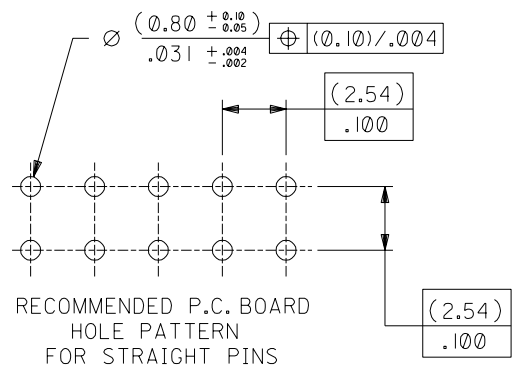 Ø (0.80 +0.10 -0.05) ⌖ (0.10)/.004
.031 +.004 -.002
(2.54)
.100
RECOMMENDED P.C. BOARD
HOLE PATTERN
FOR STRAIGHT PINS
(2.54)
.100